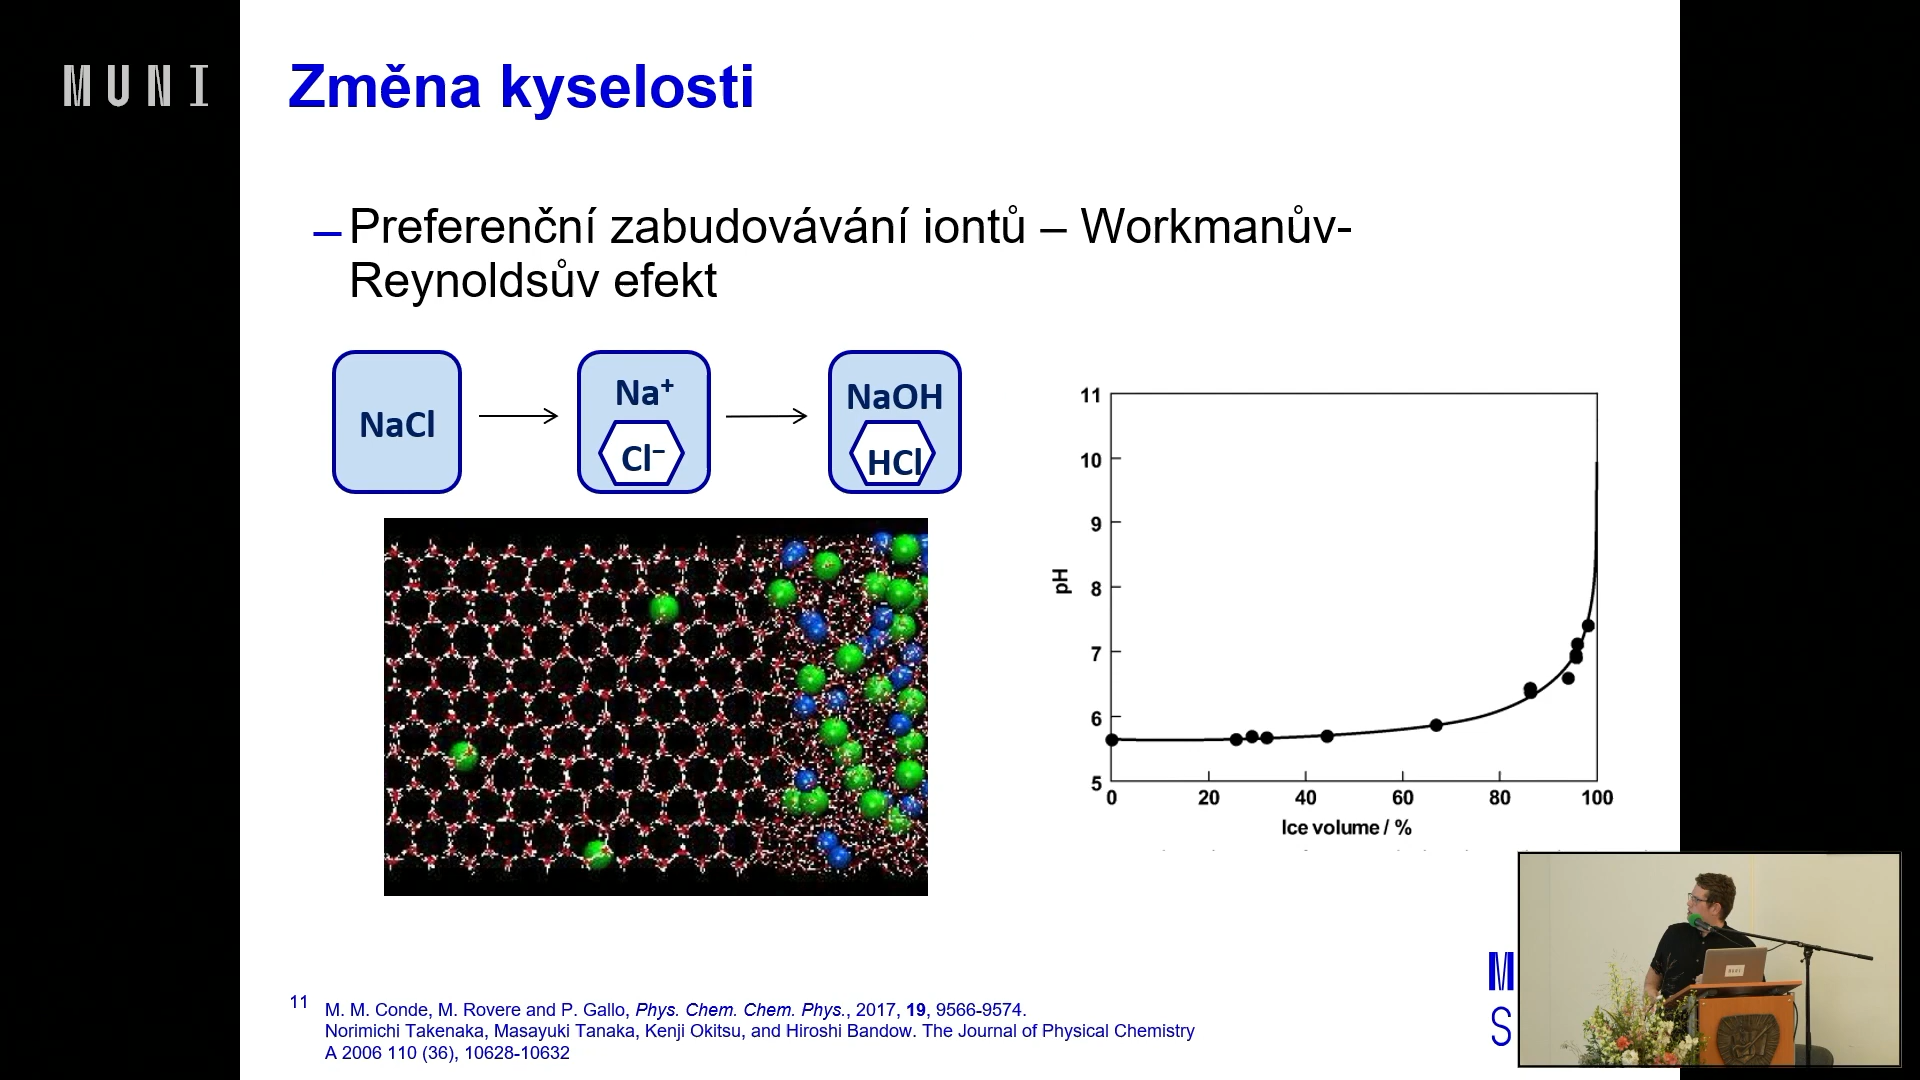 MUNI
Změna kyselosti
– Preferenční zabudovávání iontů – Workmanův-
Reynoldsův efekt
NaCl
Na⁺
Cl⁻
NaOH
HCl
11
10
9
8
7
6
5
pH
0 20 40 60 80 100
Ice volume / %
11
M. M. Conde, M. Rovere and P. Gallo, Phys. Chem. Chem. Phys., 2017, 19, 9566-9574.
Norimichi Takenaka, Masayuki Tanaka, Kenji Okitsu, and Hiroshi Bandow. The Journal of Physical Chemistry
A 2006 110 (36), 10628-10632
M
S
MUNI